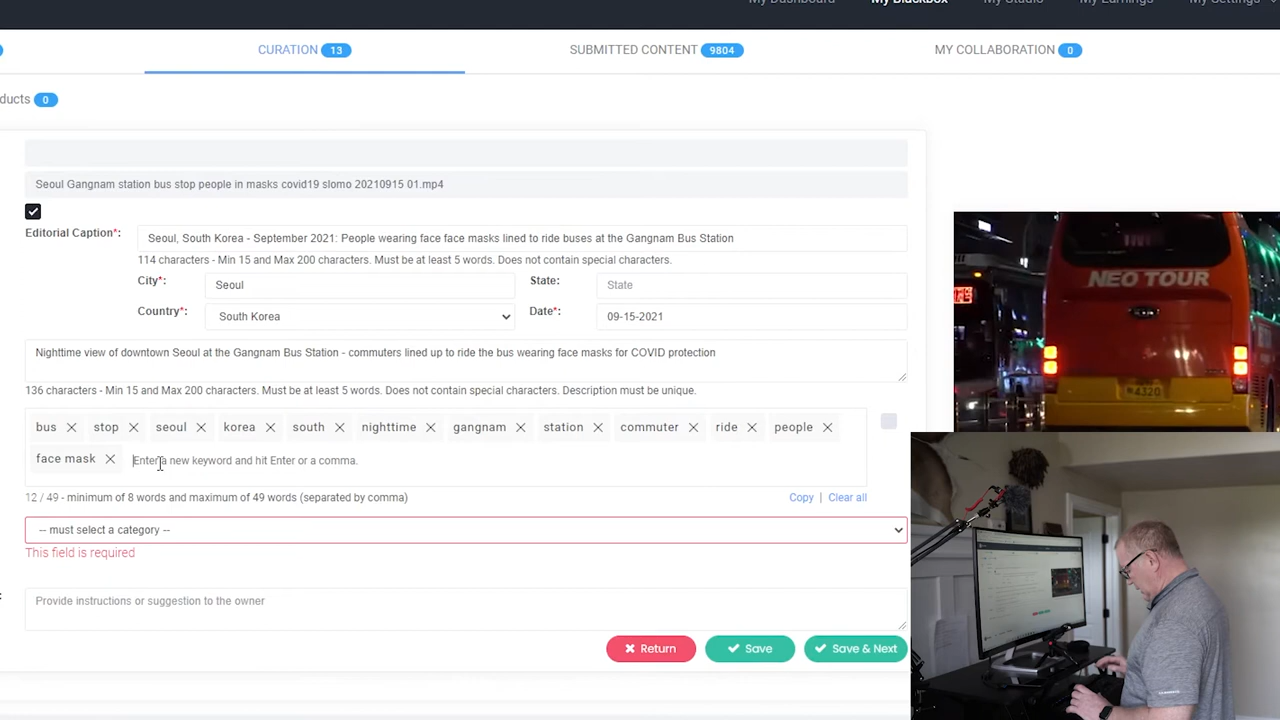 My Dashboard My Blackbox My Studio My Earnings My Settings
CURATION 13 SUBMITTED CONTENT 9804 MY COLLABORATION 0
ducts 0
Seoul Gangnam station bus stop people in masks covid19 slomo 20210915 01.mp4
Editorial Caption*: Seoul, South Korea - September 2021: People wearing face face masks lined to ride buses at the Gangnam Bus Station
114 characters - Min 15 and Max 200 characters. Must be at least 5 words. Does not contain special characters.
City*: Seoul State: State
Country*: South Korea Date*: 09-15-2021
Nighttime view of downtown Seoul at the Gangnam Bus Station - commuters lined up to ride the bus wearing face masks for COVID protection
136 characters - Min 15 and Max 200 characters. Must be at least 5 words. Does not contain special characters. Description must be unique.
bus stop seoul korea south nighttime gangnam station commuter ride people
face mask Enter a new keyword and hit Enter or a comma.
12 / 49 - minimum of 8 words and maximum of 49 words (separated by comma) Copy | Clear all
-- must select a category --
This field is required
: Provide instructions or suggestion to the owner
Return Save Save & Next
NEO TOUR
4320